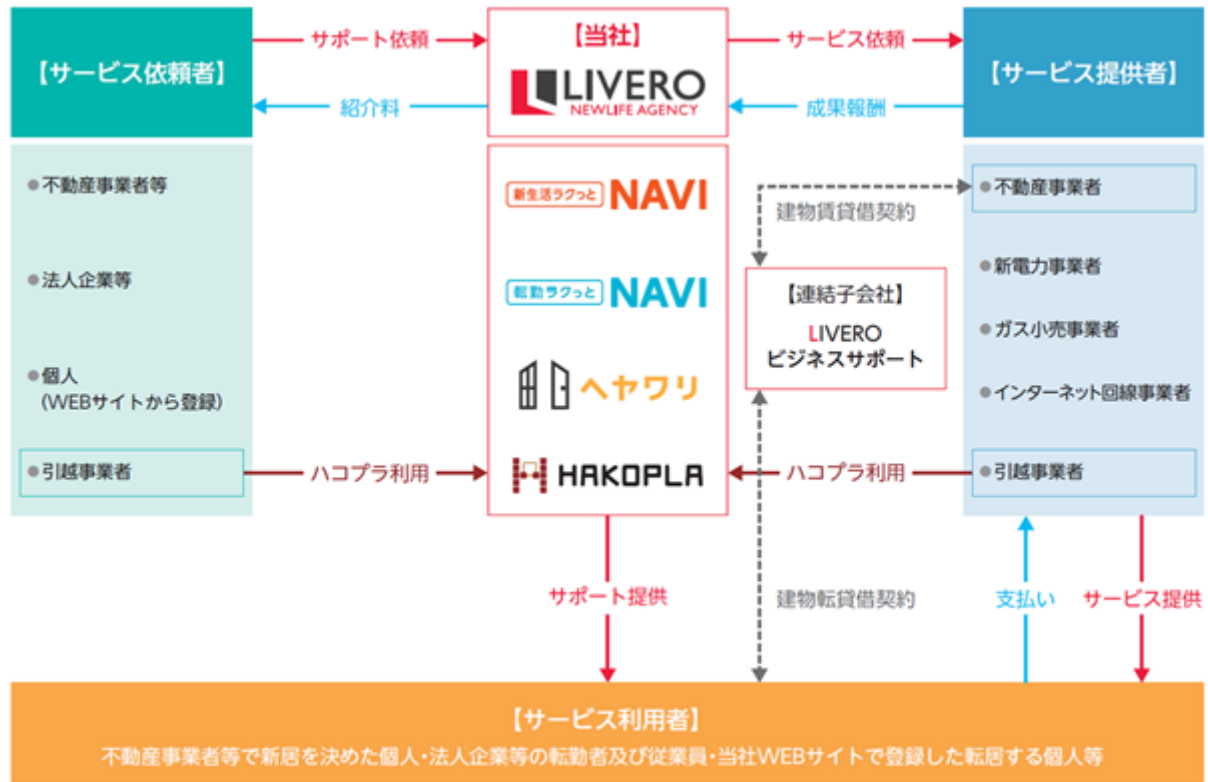 【サービス依頼者】
サポート依頼
紹介料
【当社】
LIVERO
NEWLIFE AGENCY
サービス依頼
成果報酬
【サービス提供者】
●不動産事業者等
●法人企業等
●個人
(WEBサイトから登録)
●引越事業者
ハコプラ利用
新生活ラクっと NAVI
転勤ラクっと NAVI
ヘヤワリ
HAKOPLA
建物賃貸借契約
【連結子会社】
LIVERO
ビジネスサポート
ハコプラ利用
●不動産事業者
●新電力事業者
●ガス小売事業者
●インターネット回線事業者
●引越事業者
サポート提供
建物転貸借契約
支払い
サービス提供
【サービス利用者】
不動産事業者等で新居を決めた個人・法人企業等の転勤者及び従業員・当社WEBサイトで登録した転居する個人等